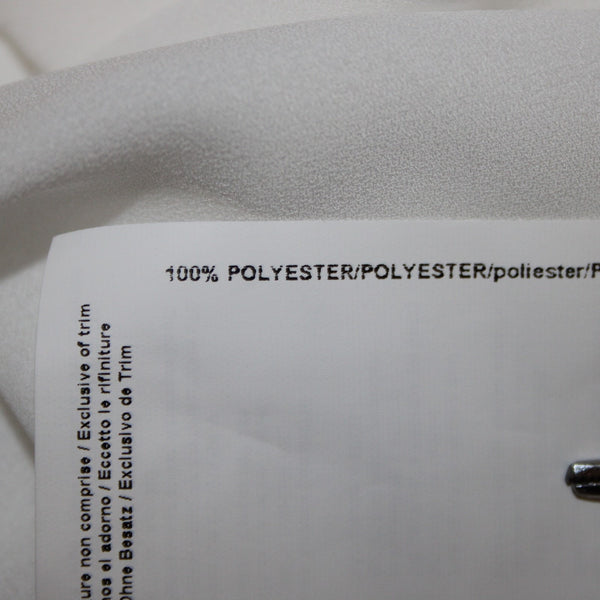 100% POLYESTER/POLYESTER/poliester/P
ure non comprise / Exclusive of trim
os el adorno / Eccetto le rifiniture
Ohne Besatz / Exclusivo de Trim